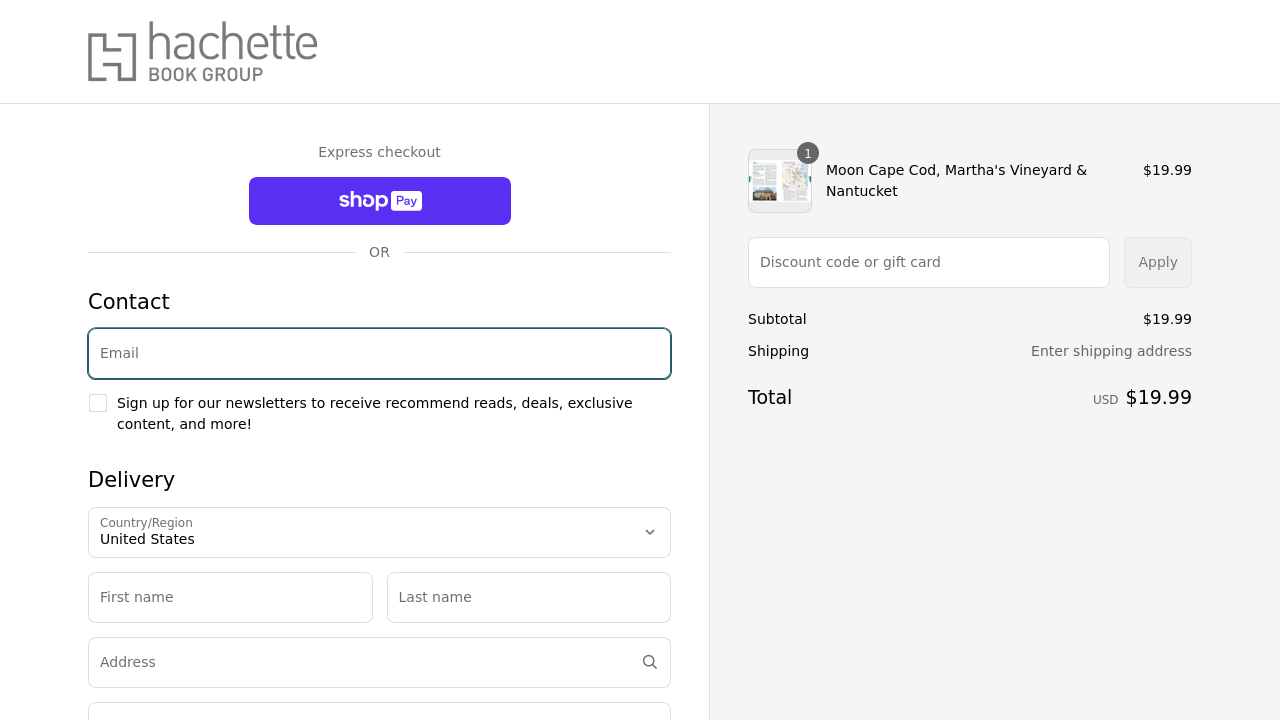 hachette
BOOK GROUP
Express checkout
shop Pay
OR
Contact
Email
Sign up for our newsletters to receive recommend reads, deals, exclusive
content, and more!
Delivery
Country/Region
United States
First name
Last name
Address
1
Moon Cape Cod, Martha's Vineyard &
Nantucket
$19.99
Discount code or gift card
Apply
Subtotal
$19.99
Shipping
Enter shipping address
Total
USD $19.99